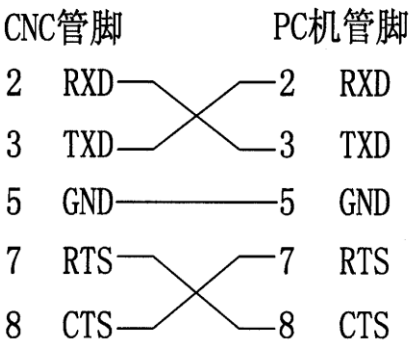 CNC管脚 PC机管脚
2 RXD 2 RXD
3 TXD 3 TXD
5 GND 5 GND
7 RTS 7 RTS
8 CTS 8 CTS